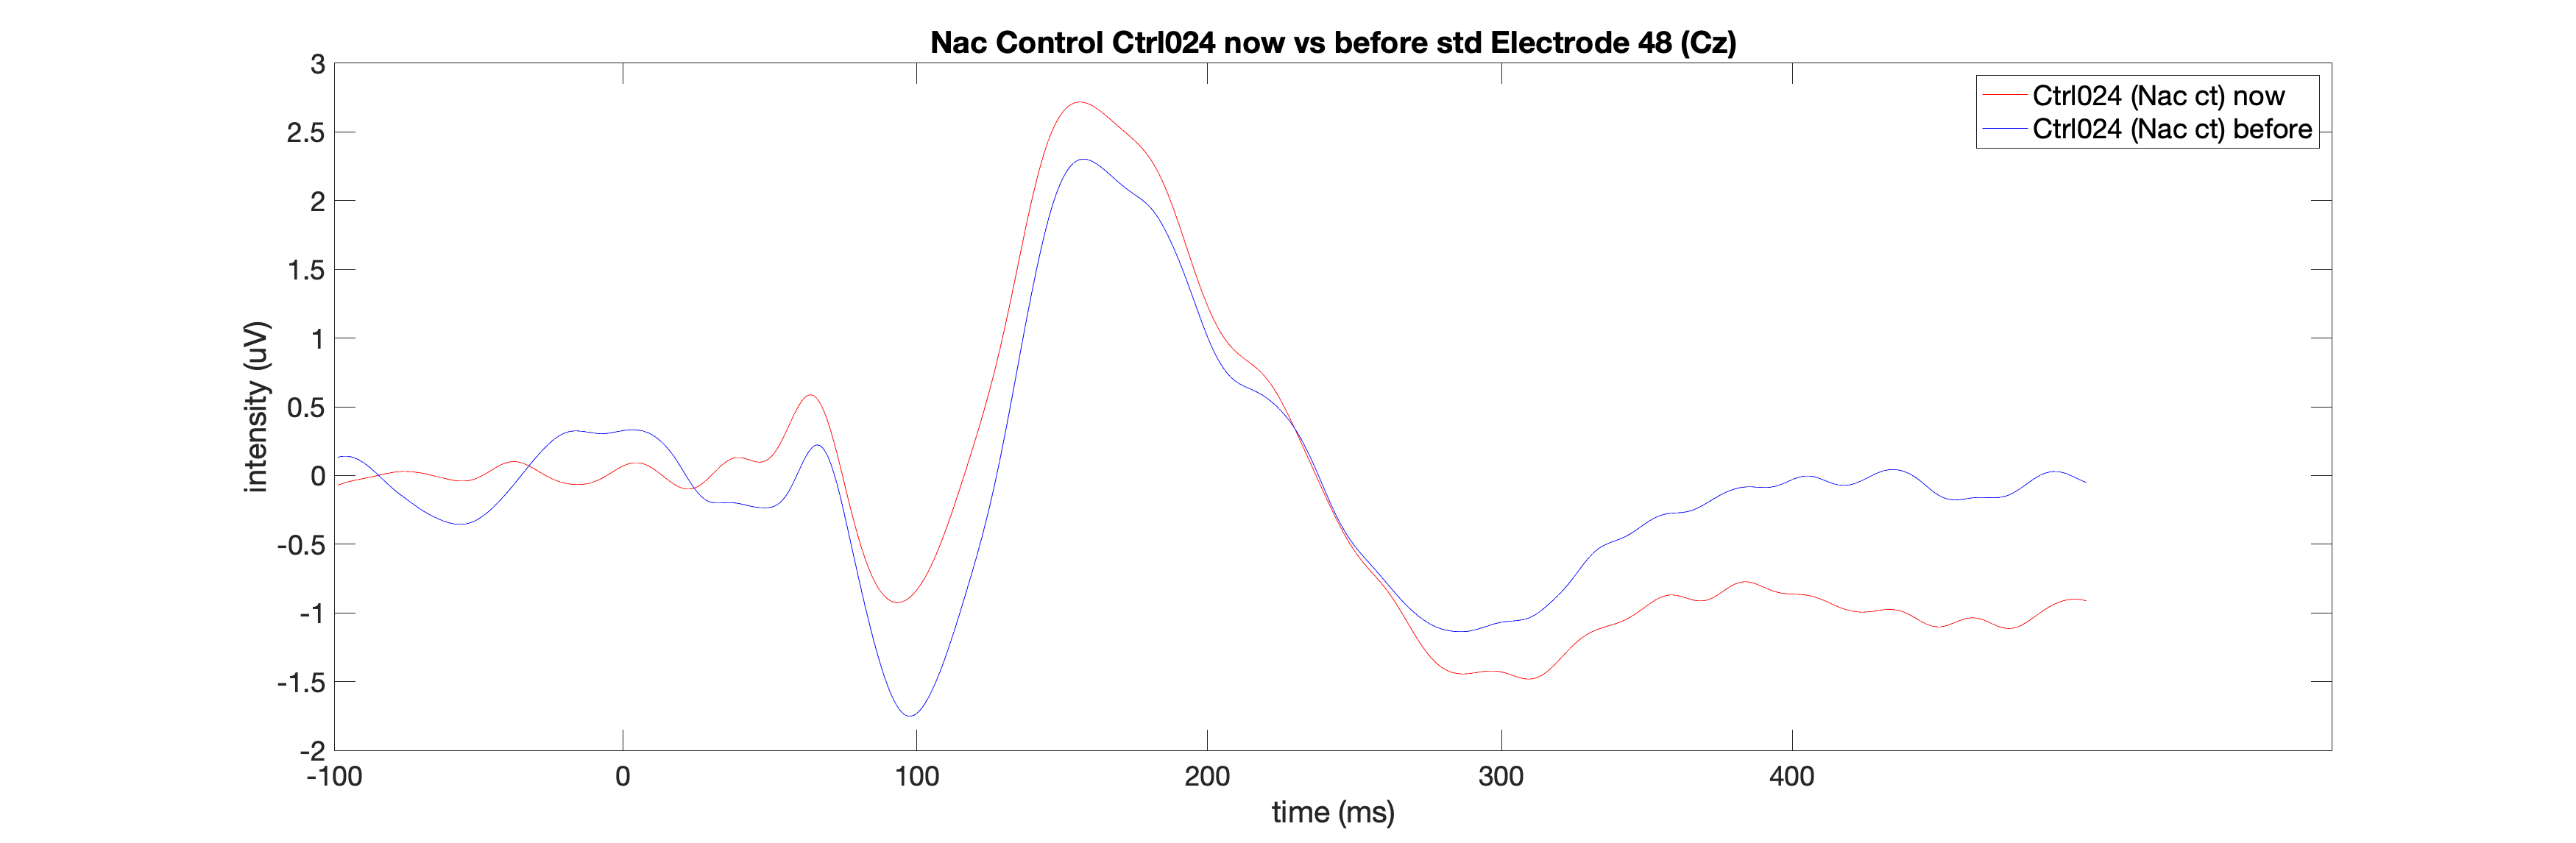 Nac Control Ctrl024 now vs before std Electrode 48 (Cz)
Ctrl024 (Nac ct) now
Ctrl024 (Nac ct) before
intensity (uV)
3
2.5
2
1.5
1
0.5
0
-0.5
-1
-1.5
-2
-100 0 100 200 300 400
time (ms)